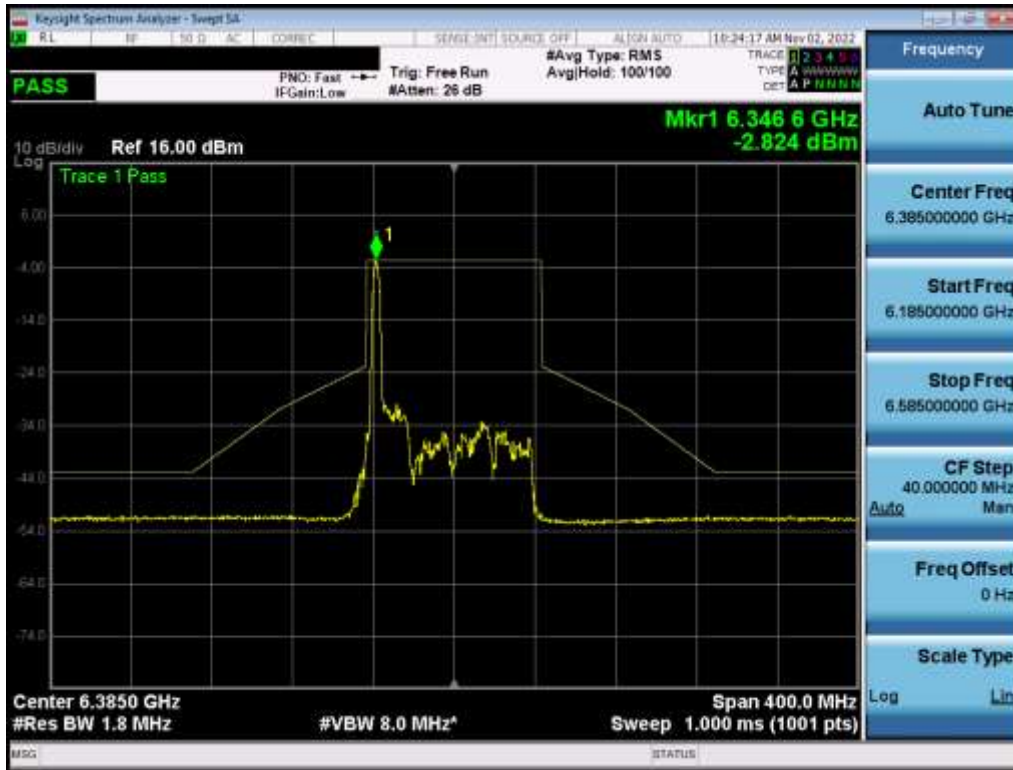 Keysight Spectrum Analyzer - Swept SA
RL RF 50 Ω AC CORREC SENSE:INT SOURCE OFF ALIGN AUTO 10:24:17 AM Nov 02, 2022
PASS
PNO: Fast
IFGain:Low
Trig: Free Run
#Atten: 26 dB
#Avg Type: RMS
Avg|Hold: 100/100
TRACE 1 2 3 4 5 6
TYPE A WWWWW
DET A P N N N N
Mkr1 6.346 6 GHz
-2.824 dBm
10 dB/div Ref 16.00 dBm
Log
Trace 1 Pass
1
6.00
-4.00
-14.0
-24.0
-34.0
-44.0
-54.0
-64.0
-74.0
Center 6.3850 GHz Span 400.0 MHz
#Res BW 1.8 MHz #VBW 8.0 MHz* Sweep 1.000 ms (1001 pts)
MSG STATUS
Frequency
Auto Tune
Center Freq
6.385000000 GHz
Start Freq
6.185000000 GHz
Stop Freq
6.585000000 GHz
CF Step
40.000000 MHz
Auto Man
Freq Offset
0 Hz
Scale Type
Log Lin